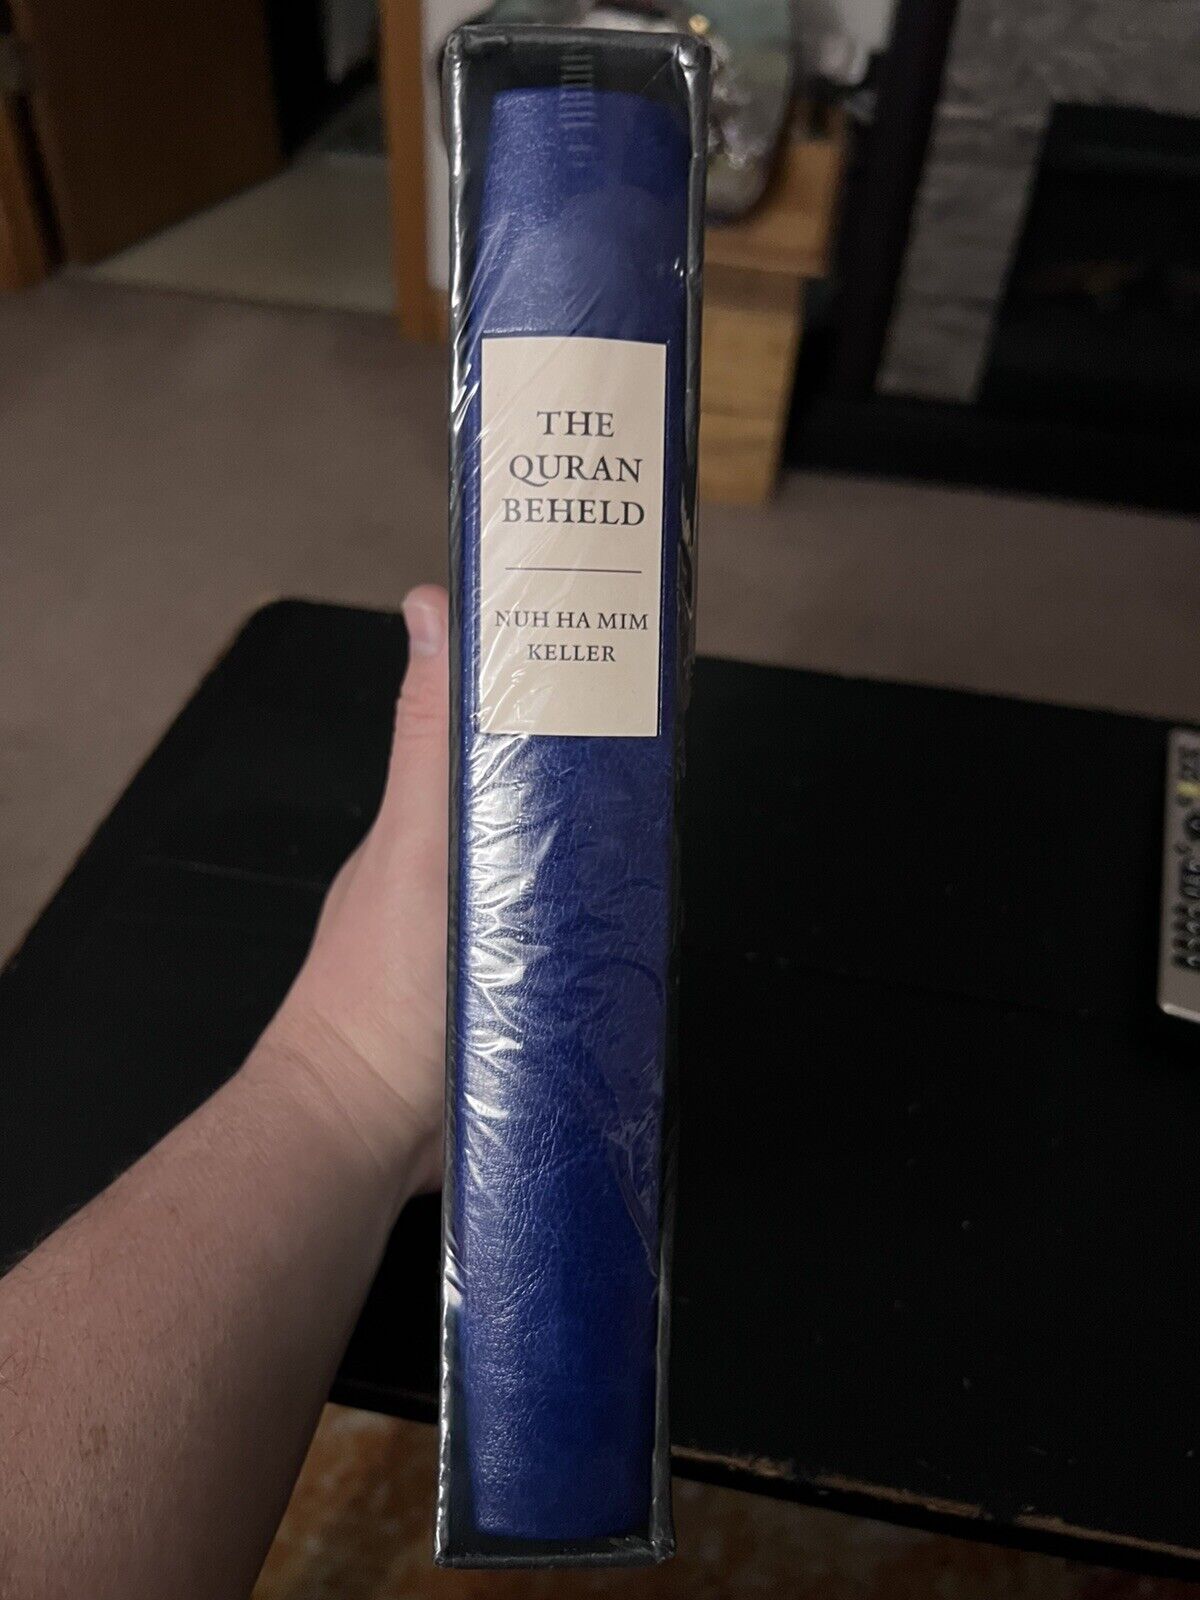 THE
QURAN
BEHELD
NUH HA MIM
KELLER